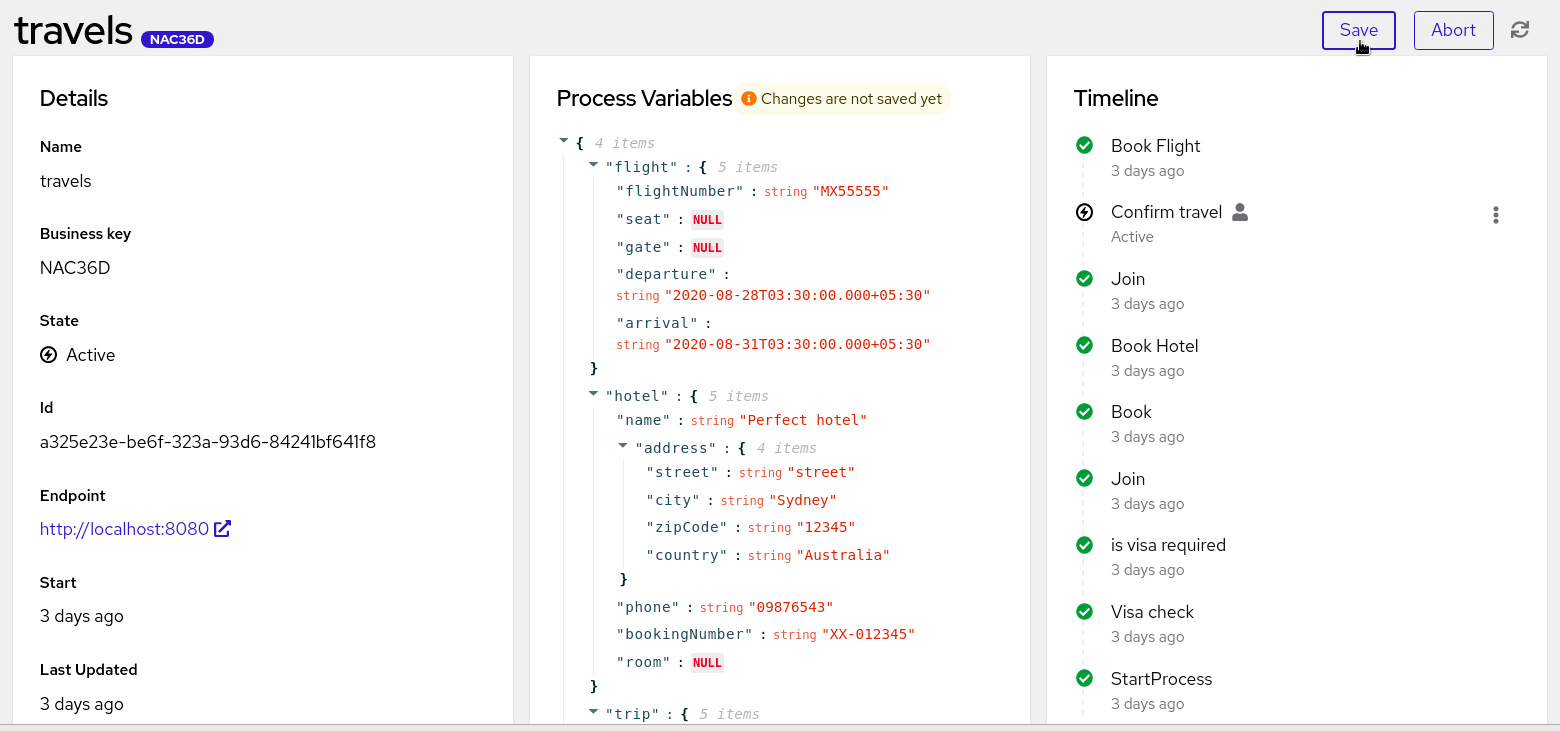 travels NAC36D
Save
Abort
Details
Name
travels
Business key
NAC36D
State
Active
Id
a325e23e-be6f-323a-93d6-84241bf641f8
Endpoint
http://localhost:8080
Start
3 days ago
Last Updated
3 days ago
Process Variables
Changes are not saved yet
{ 4 items
"flight" : { 5 items
"flightNumber" : string "MX55555"
"seat" : NULL
"gate" : NULL
"departure" :
string "2020-08-28T03:30:00.000+05:30"
"arrival" :
string "2020-08-31T03:30:00.000+05:30"
}
"hotel" : { 5 items
"name" : string "Perfect hotel"
"address" : { 4 items
"street" : string "street"
"city" : string "Sydney"
"zipCode" : string "12345"
"country" : string "Australia"
}
"phone" : string "09876543"
"bookingNumber" : string "XX-012345"
"room" : NULL
}
"trip" : { 5 items
Timeline
Book Flight
3 days ago
Confirm travel
Active
Join
3 days ago
Book Hotel
3 days ago
Book
3 days ago
Join
3 days ago
is visa required
3 days ago
Visa check
3 days ago
StartProcess
3 days ago